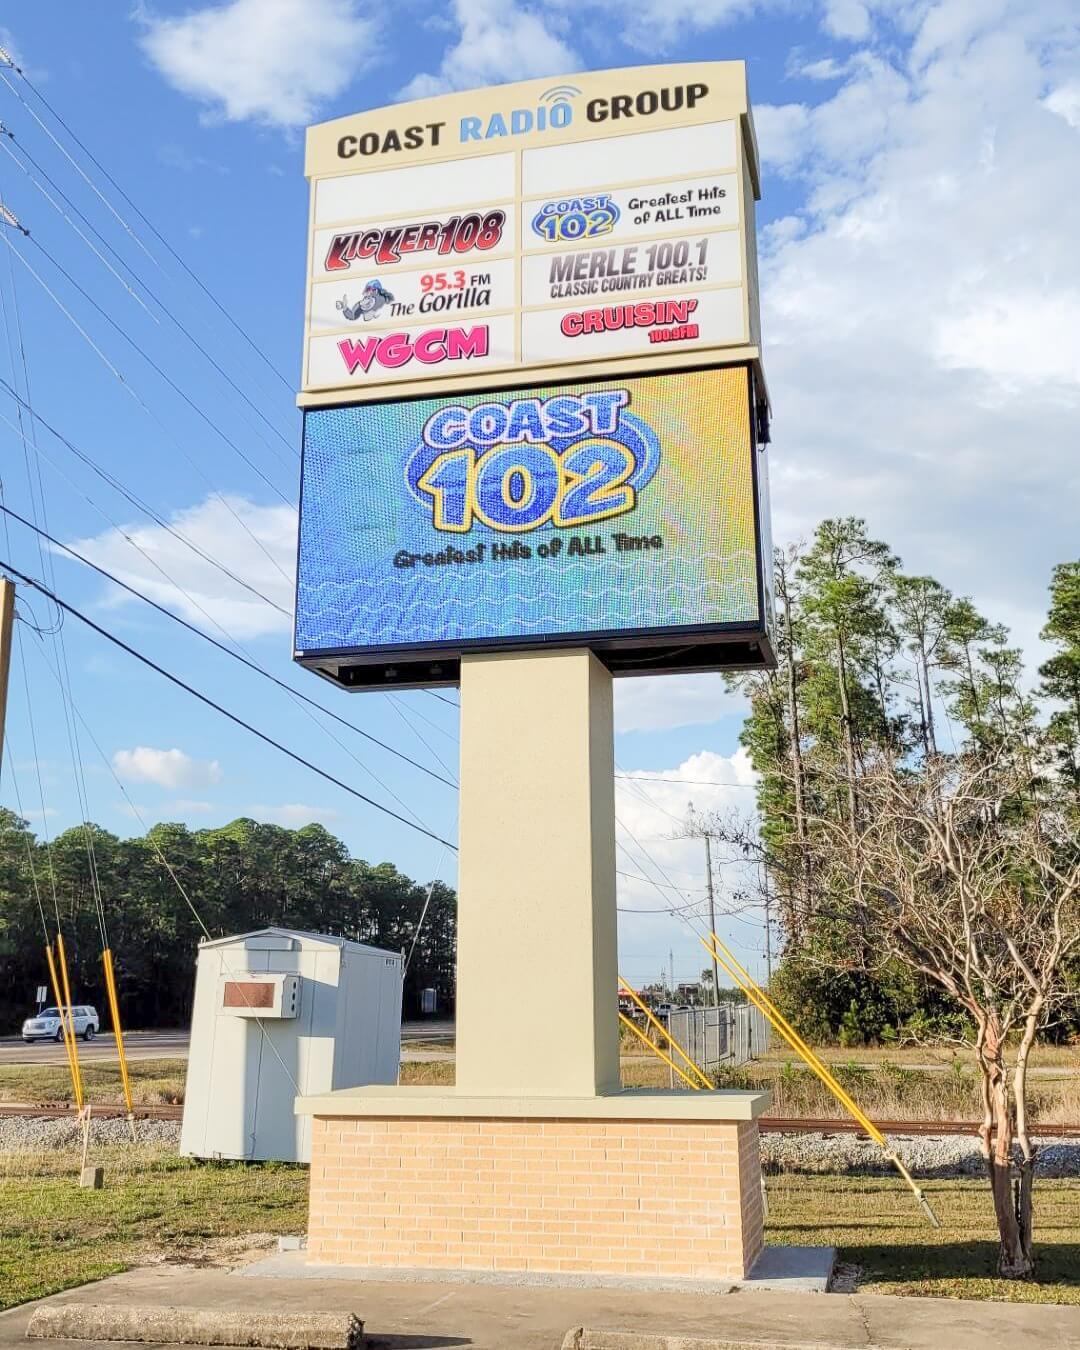 COAST RADIO GROUP
KICKER108
COAST
102
Greatest Hits
of ALL Time
95.3 FM
The Gorilla
MERLE 100.1
CLASSIC COUNTRY GREATS!
WGCM
CRUISIN'
100.9FM
COAST
102
Greatest Hits of ALL Time